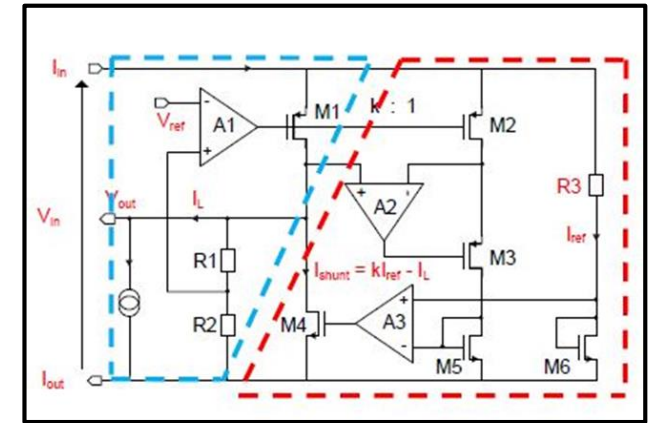 Iin
M1
k : 1
M2
-
A1
Vref
+
R3
+ -
A2
Vin
Vout
IL
Iref
R1
M3
Ishunt = kIref - IL
+
R2
M4
A3
-
M5
M6
Iout